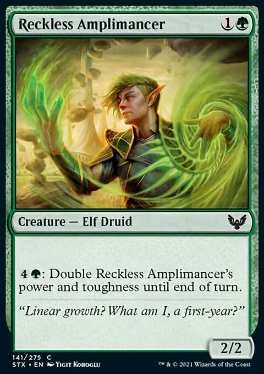 Reckless Amplimancer 1
Creature — Elf Druid
4: Double Reckless Amplimancer's
power and toughness until end of turn.
"Linear growth? What am I, a first-year?"
141/275 C
STX • EN YIGIT KOROGLU
2/2
™ & © 2021 Wizards of the Coast